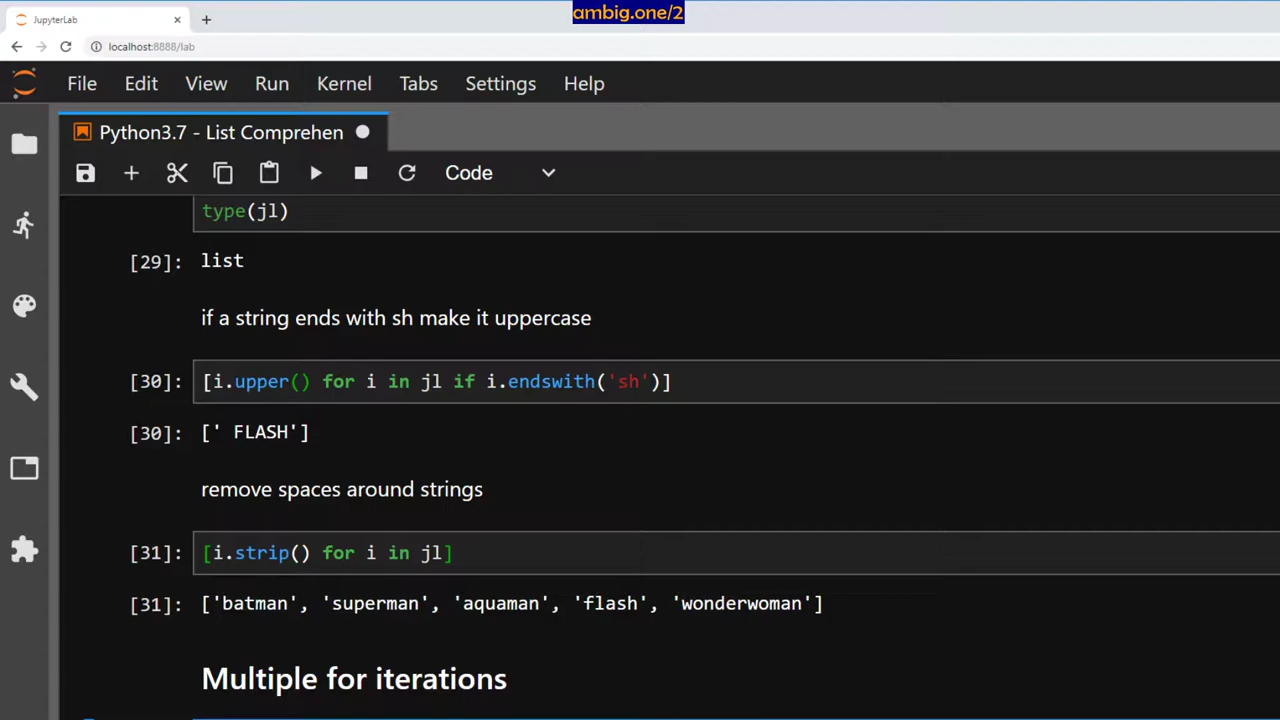 ambig.one/2
JupyterLab
localhost:8888/lab
File Edit View Run Kernel Tabs Settings Help
Python3.7 - List Comprehen
Code
type(jl)
[29]: list
if a string ends with sh make it uppercase
[30]: [i.upper() for i in jl if i.endswith('sh')]
[30]: [' FLASH']
remove spaces around strings
[31]: [i.strip() for i in jl]
[31]: ['batman', 'superman', 'aquaman', 'flash', 'wonderwoman']
Multiple for iterations